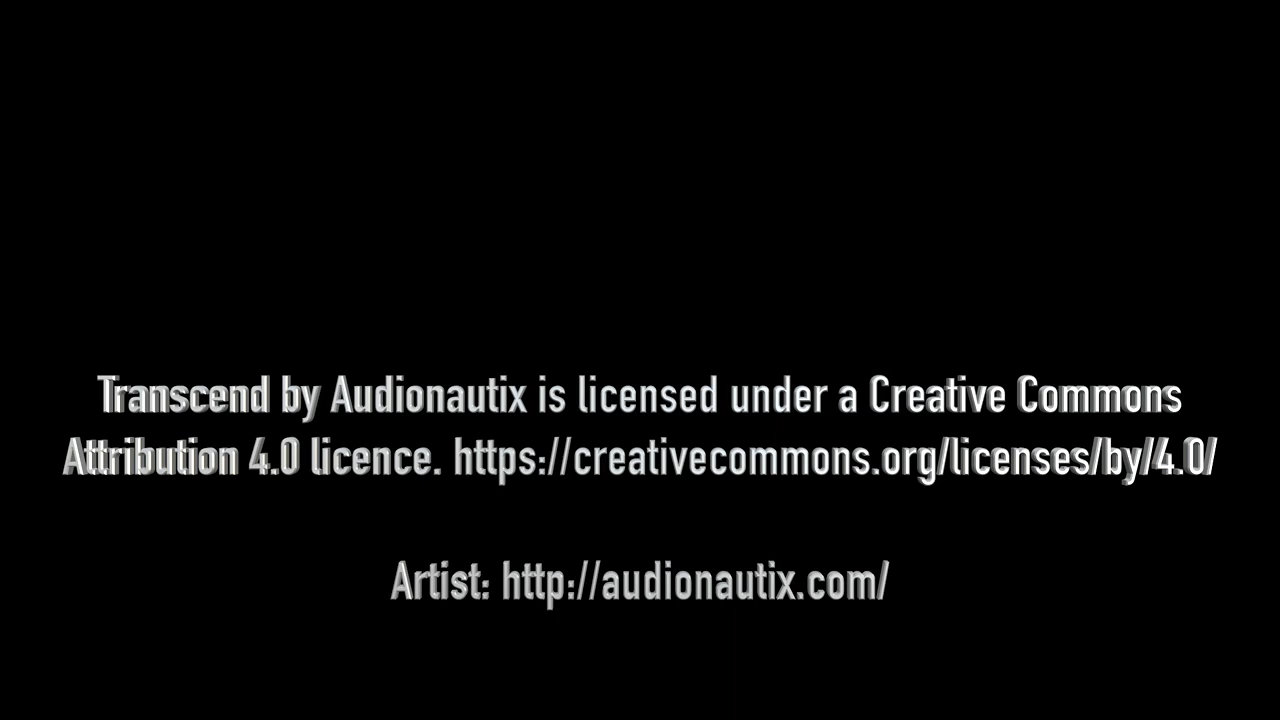 Transcend by Audionautix is licensed under a Creative Commons
Attribution 4.0 licence. https://creativecommons.org/licenses/by/4.0/
Artist: http://audionautix.com/